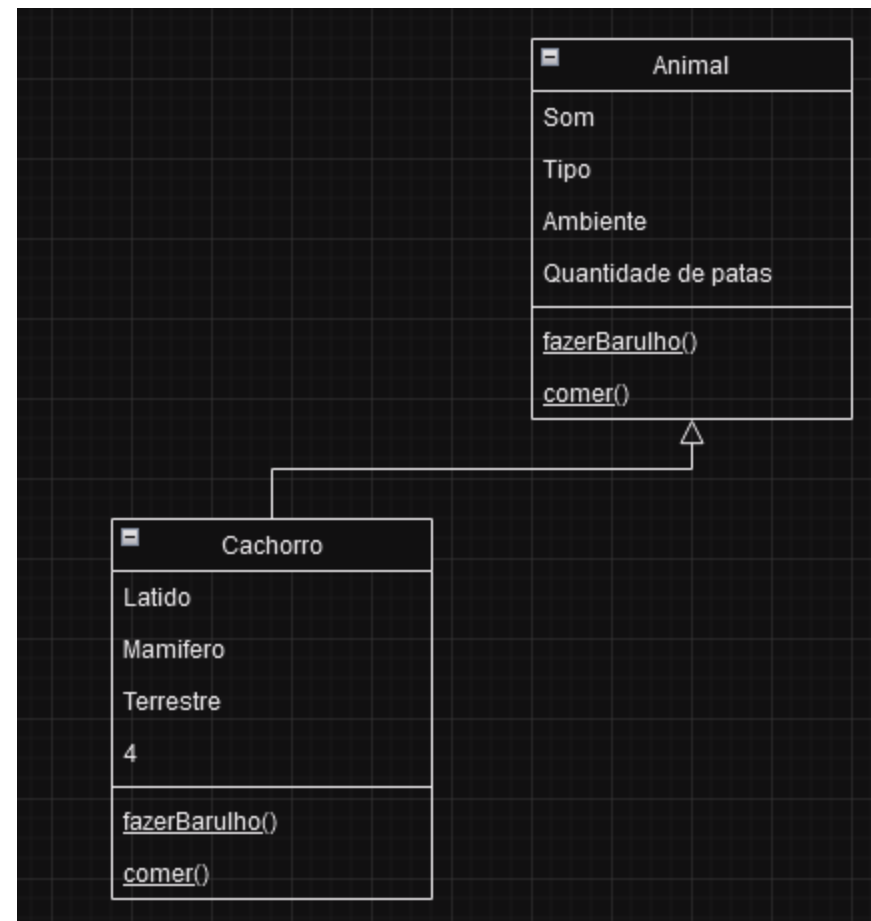 Animal
Som
Tipo
Ambiente
Quantidade de patas
fazerBarulho()
comer()
Cachorro
Latido
Mamifero
Terrestre
4
fazerBarulho()
comer()